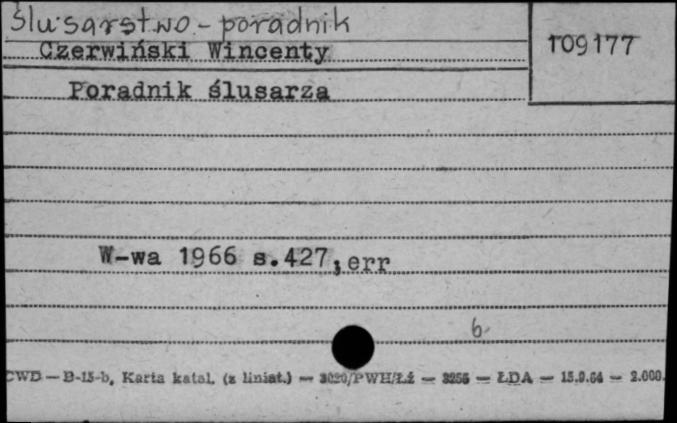 ślusarstwo - poradnik
109177
Czerwiński Wincenty
Poradnik ślusarza
W-wa 1966 s.427,err
6
CWD — B-15-b, Karta katal. (z liniat.) — 3020/PWH/Łź — 3255 — ŁDA — 15.9.64 — 2.000.